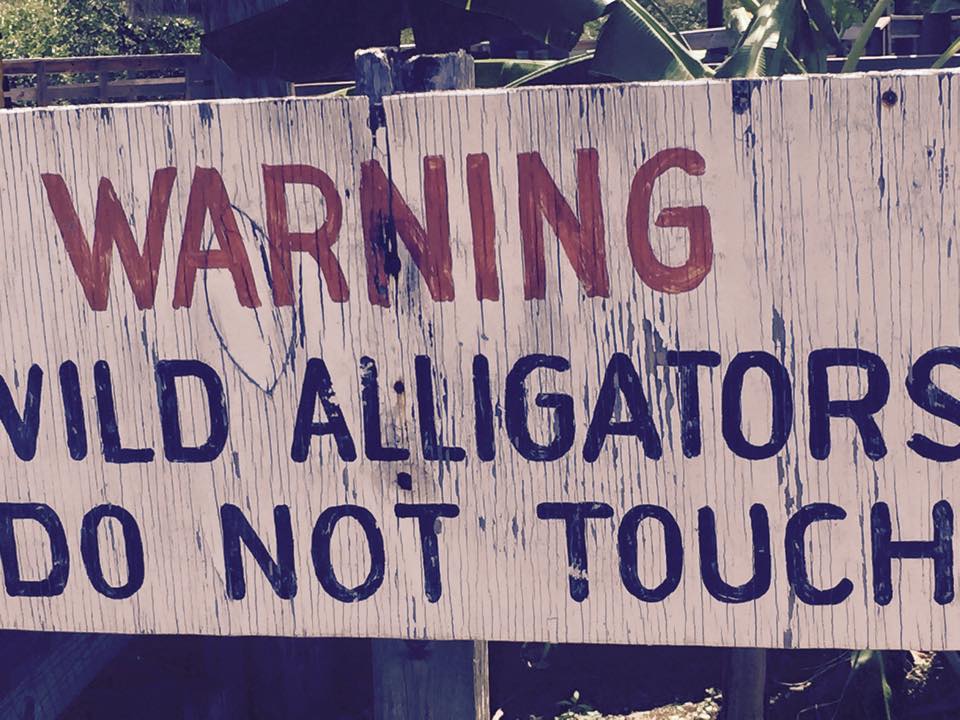 WARNING
WILD ALLIGATORS
DO NOT TOUCH